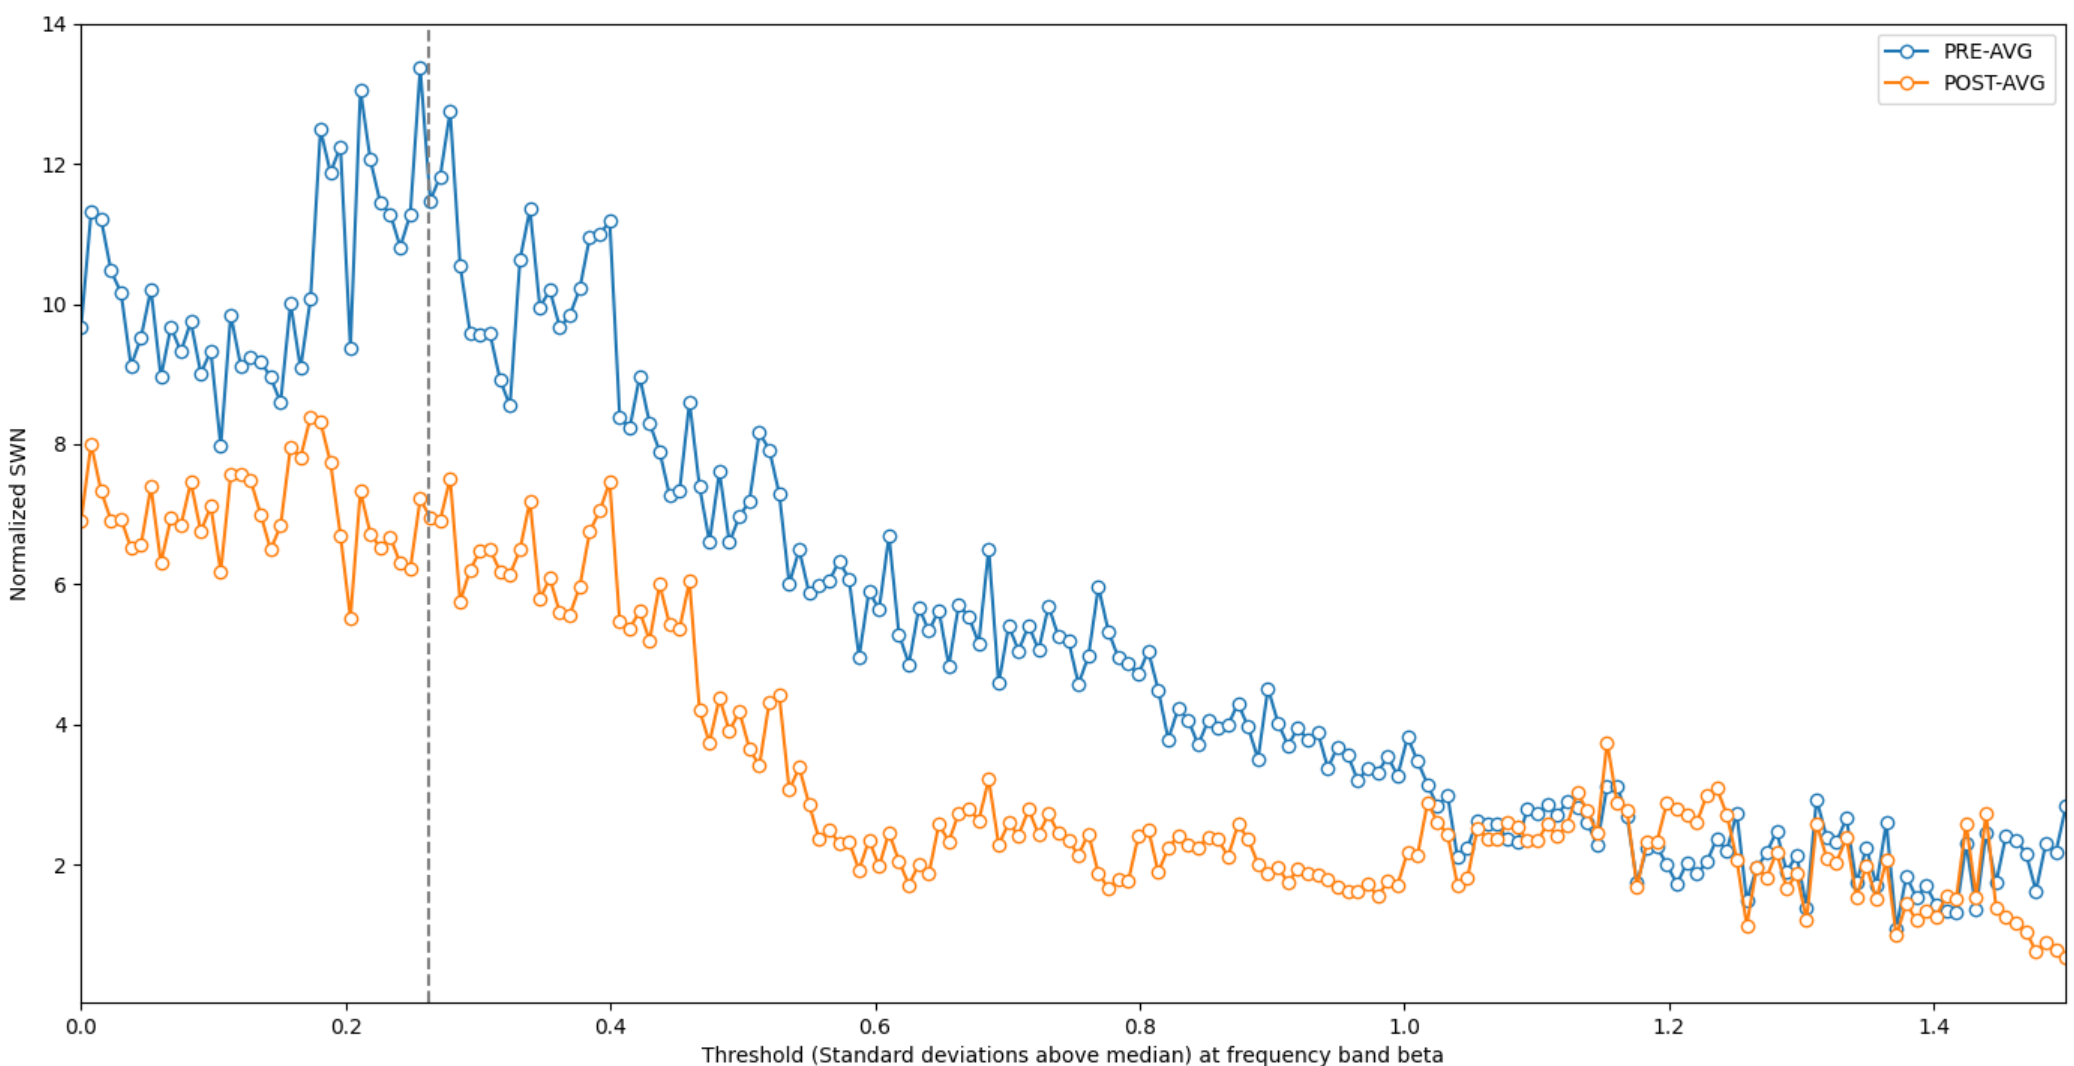 14
12
10
8
6
4
2
Normalized SWN
0.0 0.2 0.4 0.6 0.8 1.0 1.2 1.4
Threshold (Standard deviations above median) at frequency band beta
PRE-AVG
POST-AVG